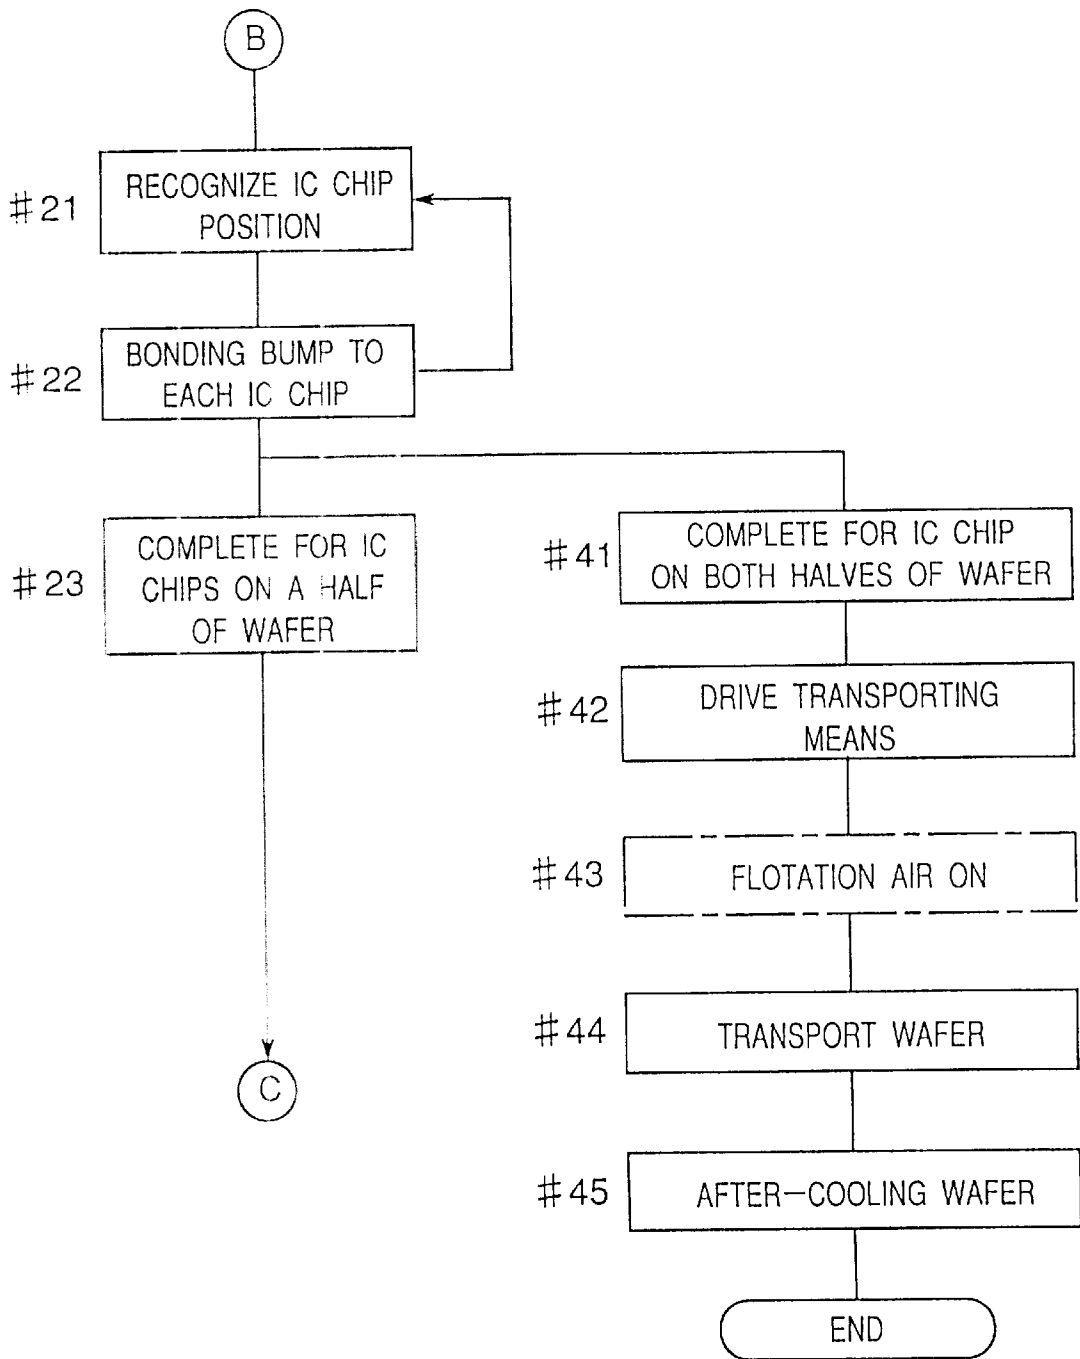 B
#21
RECOGNIZE IC CHIP
POSITION
#22
BONDING BUMP TO
EACH IC CHIP
#23
COMPLETE FOR IC
CHIPS ON A HALF
OF WAFER
C
#41
COMPLETE FOR IC CHIP
ON BOTH HALVES OF WAFER
#42
DRIVE TRANSPORTING
MEANS
#43
FLOTATION AIR ON
#44
TRANSPORT WAFER
#45
AFTER-COOLING WAFER
END